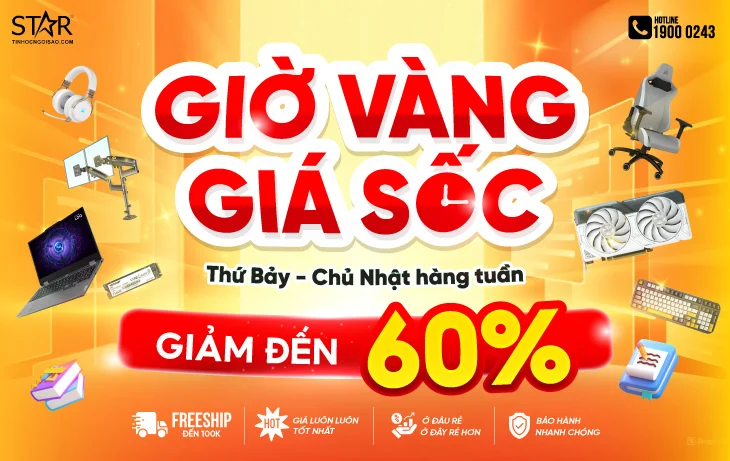 STAR
TINHOCNGOISAO.COM
HOTLINE
1900 0243
GIỜ VÀNG
GIÁ SỐC
Thứ Bảy - Chủ Nhật hàng tuần
GIẢM ĐẾN 60%
FREESHIP
ĐẾN 100K
HOT
GIÁ LUÔN LUÔN
TỐT NHẤT
Ở ĐÂU RẺ
Ở ĐÂY RẺ HƠN
BẢO HÀNH
NHANH CHÓNG